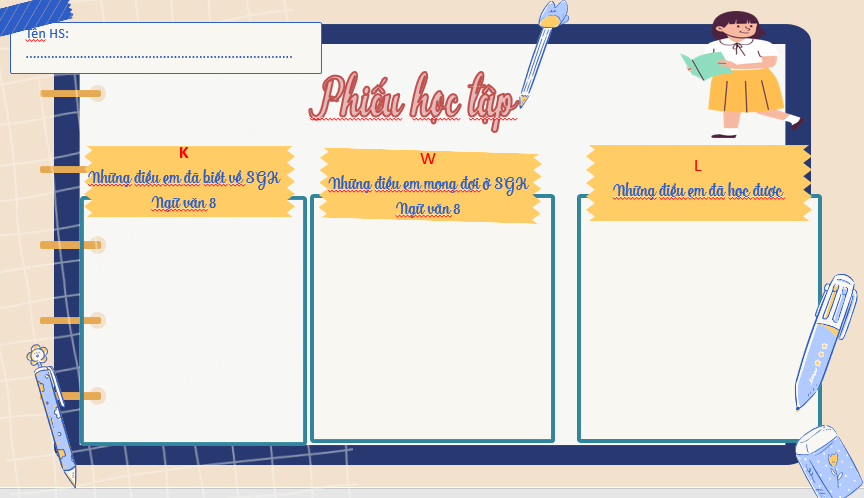 Tên HS:
..........................................................................
Phiếu học tập
K
Những điều em đã biết về SGK
Ngữ văn 8
W
Những điều em mong đợi ở SGK
Ngữ văn 8
L
Những điều em đã học được